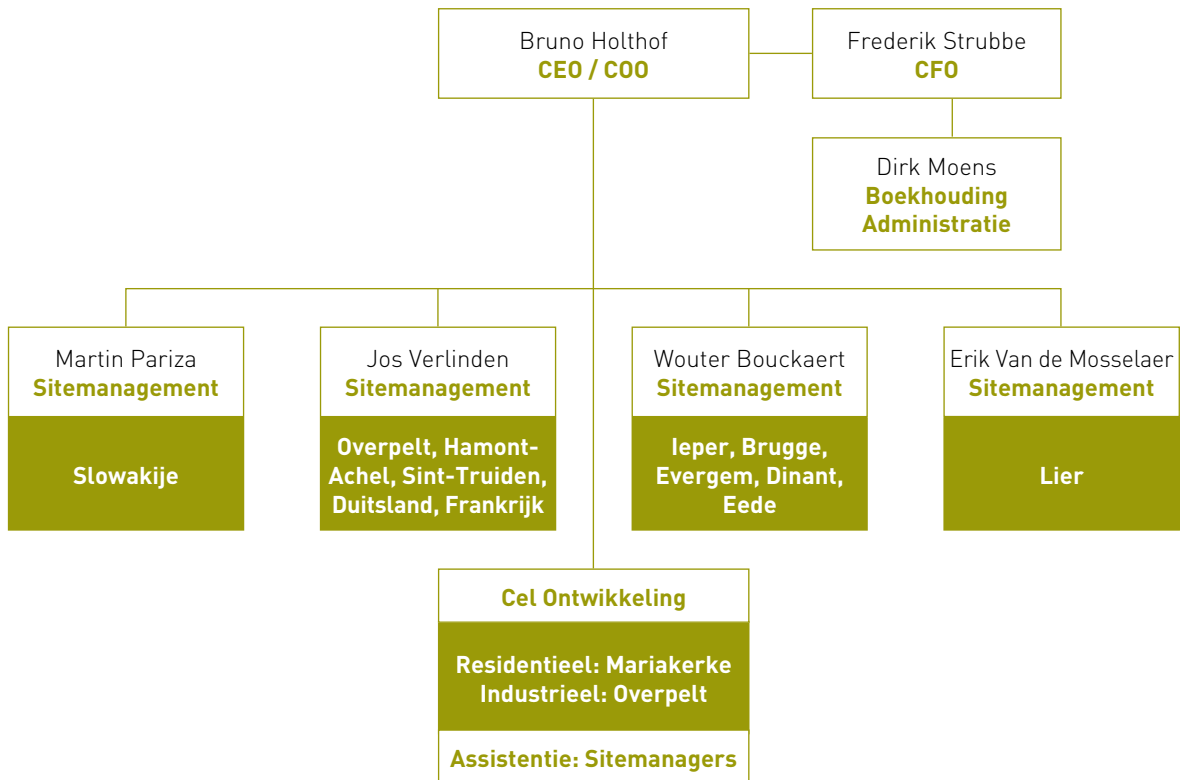 Bruno Holthof
CEO / COO
Frederik Strubbe
CFO
Dirk Moens
Boekhouding
Administratie
Martin Pariza
Sitemanagement
Slowakije
Jos Verlinden
Sitemanagement
Overpelt, Hamont-
Achel, Sint-Truiden,
Duitsland, Frankrijk
Wouter Bouckaert
Sitemanagement
Ieper, Brugge,
Evergem, Dinant,
Eede
Erik Van de Mosselaer
Sitemanagement
Lier
Cel Ontwikkeling
Residentieel: Mariakerke
Industrieel: Overpelt
Assistentie: Sitemanagers